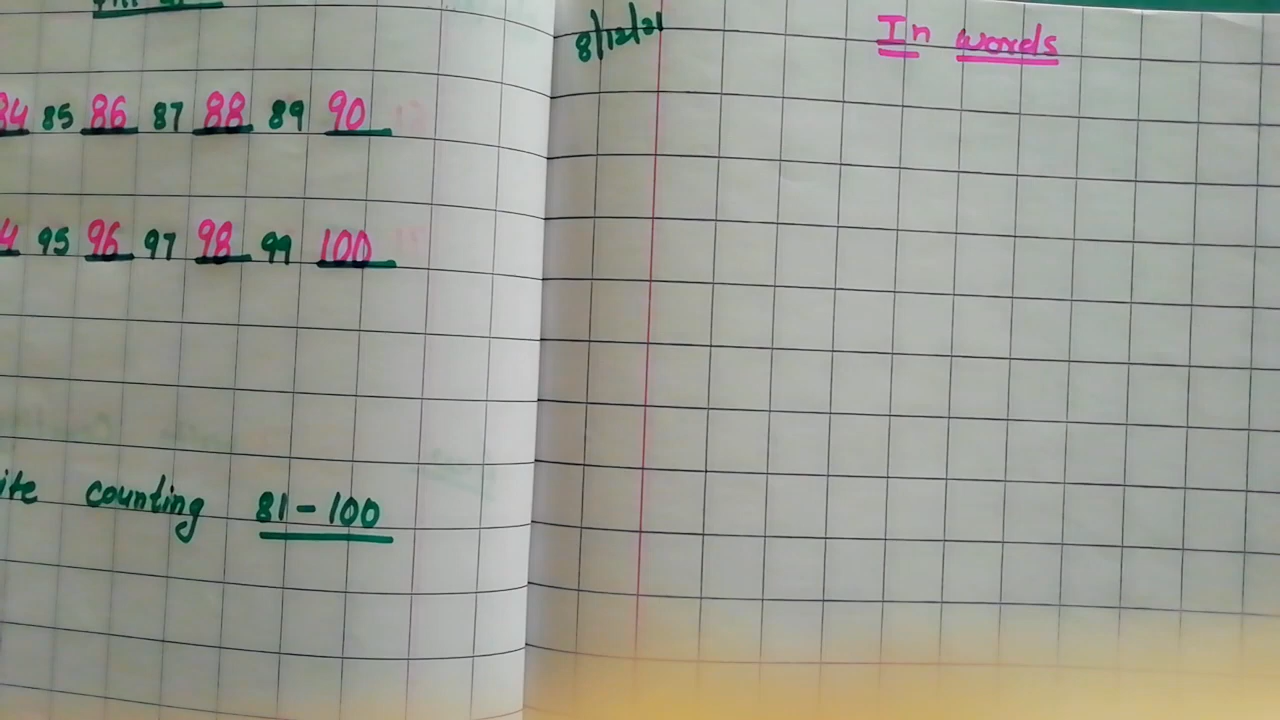 84 85 86 87 88 89 90
95 96 97 98 99 100
counting 81-100
8/12/21
In words